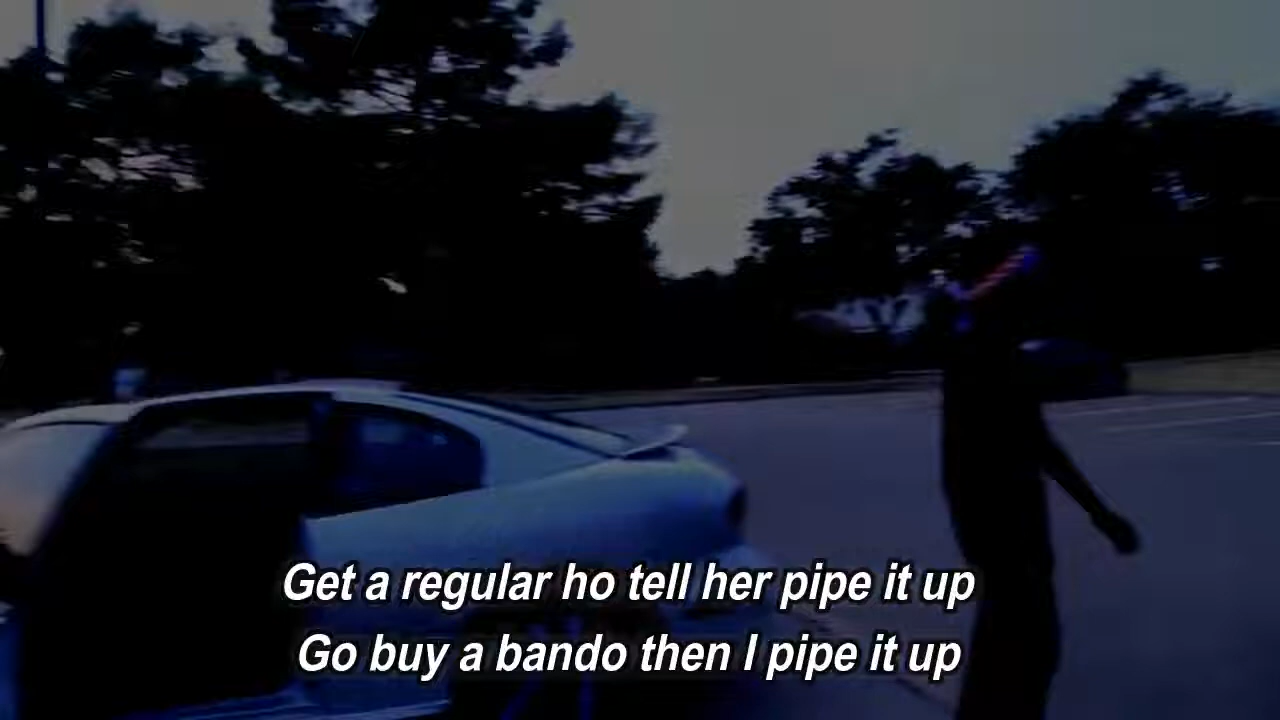 Get a regular ho tell her pipe it up
Go buy a bando then I pipe it up